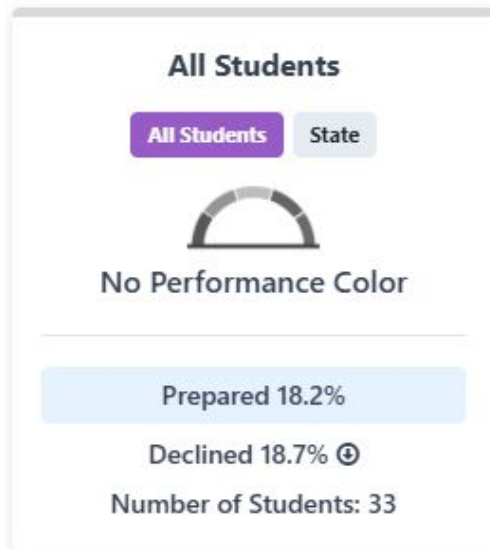 All Students
All Students State
No Performance Color
Prepared 18.2%
Declined 18.7%
Number of Students: 33